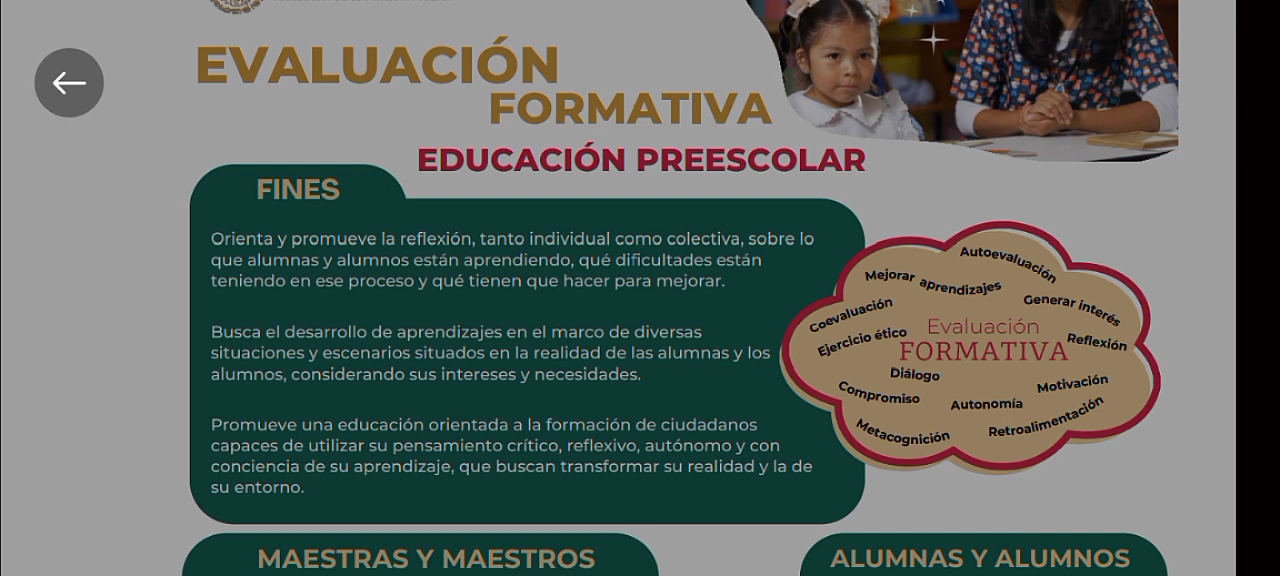 EVALUACIÓN
FORMATIVA
EDUCACIÓN PREESCOLAR
FINES
Orienta y promueve la reflexión, tanto individual como colectiva, sobre lo
que alumnas y alumnos están aprendiendo, qué dificultades están
teniendo en ese proceso y qué tienen que hacer para mejorar.
Busca el desarrollo de aprendizajes en el marco de diversas
situaciones y escenarios situados en la realidad de las alumnas y los
alumnos, considerando sus intereses y necesidades.
Promueve una educación orientada a la formación de ciudadanos
capaces de utilizar su pensamiento crítico, reflexivo, autónomo y con
conciencia de su aprendizaje, que buscan transformar su realidad y la de
su entorno.
Autoevaluación
Mejorar aprendizajes
Generar interés
Coevaluación
Ejercicio ético
Evaluación
FORMATIVA
Reflexión
Diálogo
Motivación
Compromiso
Autonomía
Retroalimentación
Metacognición
MAESTRAS Y MAESTROS
ALUMNAS Y ALUMNOS